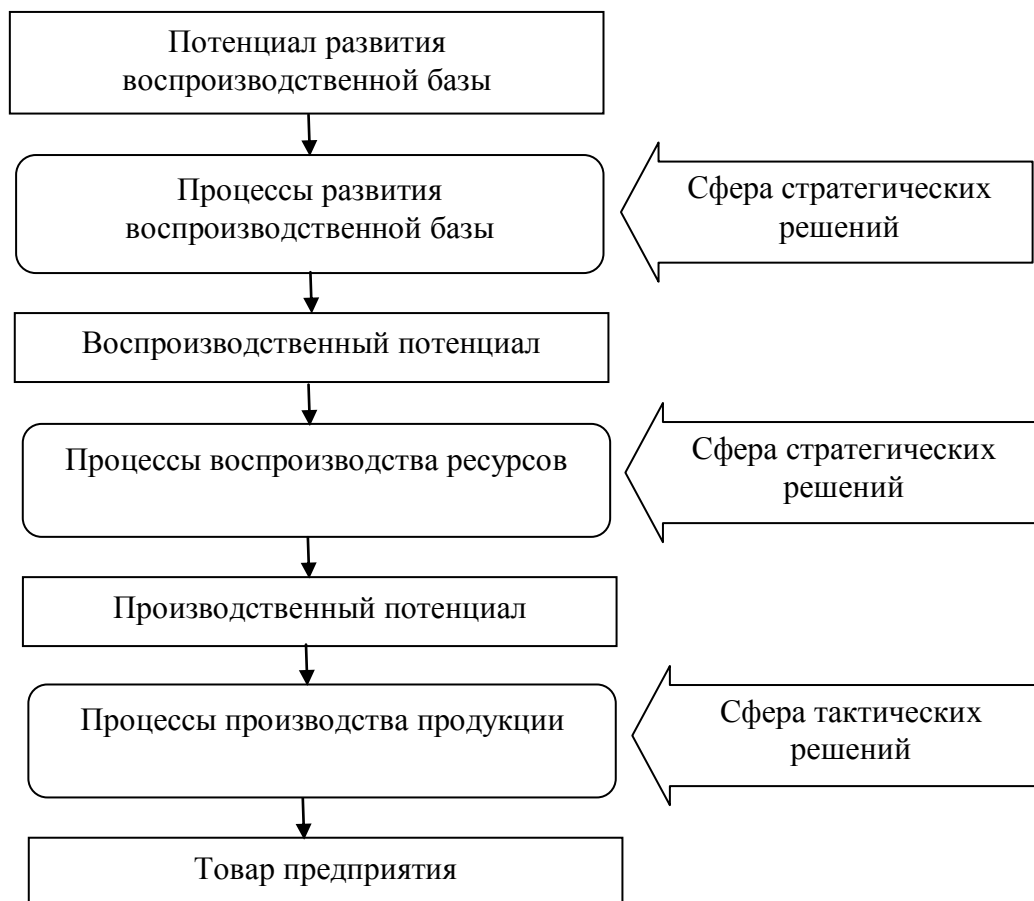 Потенциал развития
воспроизводственной базы
Процессы развития
воспроизводственной базы
Сфера стратегических
решений
Воспроизводственный потенциал
Процессы воспроизводства ресурсов
Сфера стратегических
решений
Производственный потенциал
Процессы производства продукции
Сфера тактических
решений
Товар предприятия